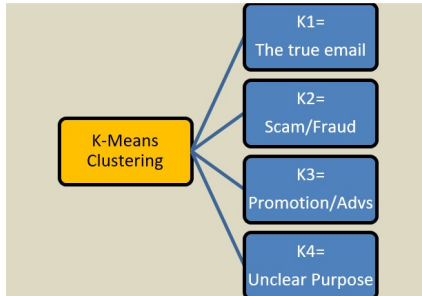 K1=
The true email
K-Means
Clustering
K2=
Scam/Fraud
K3=
Promotion/Advs
K4=
Unclear Purpose